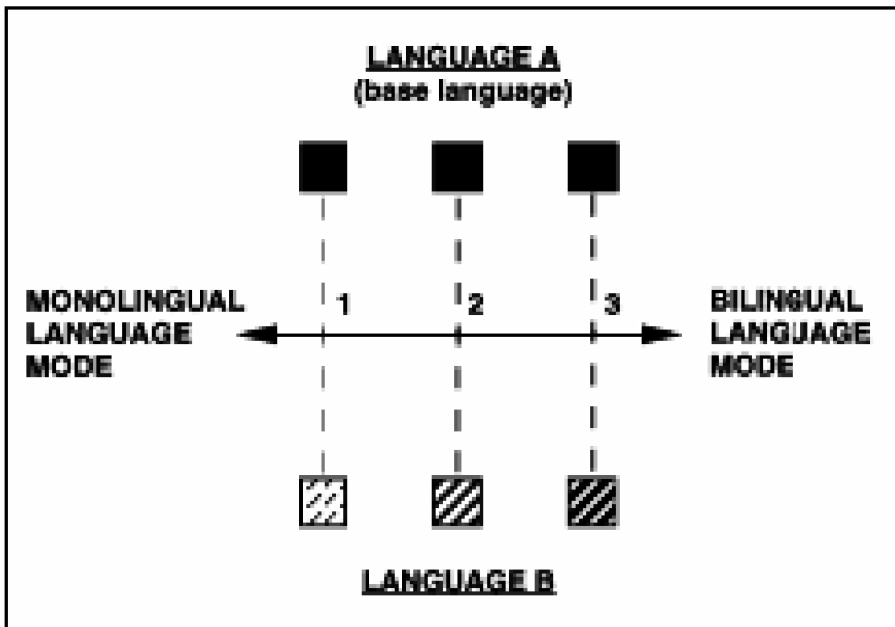 LANGUAGE A
(base language)
MONOLINGUAL
LANGUAGE
MODE
1
2
3
BILINGUAL
LANGUAGE
MODE
LANGUAGE B